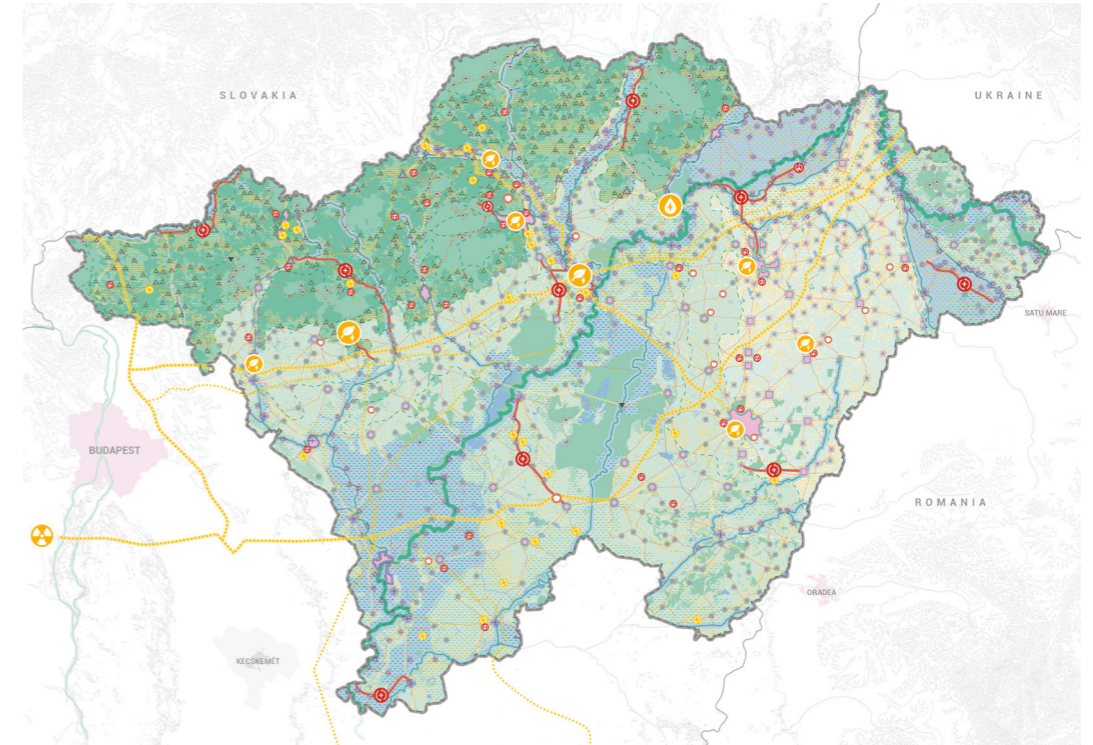 SLOVAKIA
UKRAINE
SATU MARE
BUDAPEST
ROMANIA
ORADEA
KECSKEMÉT